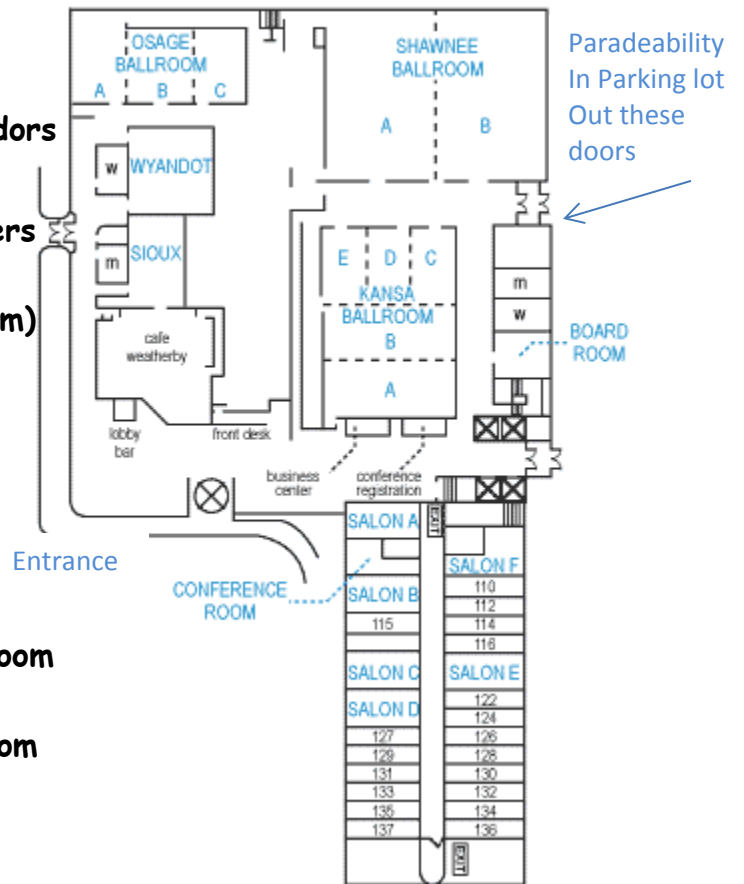 OSAGE
BALLROOM
A B C
SHAWNEE
BALLROOM
A B
Paradeability
In Parking lot
Out these
doors
dors
w WYANDOT
ers
m SIOUX
E D C
KANSA
BALLROOM
B
A
m
w
BOARD
ROOM
m)
cafe
weatherby
lobby
bar
front desk
business
center
conference
registration
EXIT
SALON A
Entrance
CONFERENCE
ROOM
SALON B
115
SALON C
SALON D
127
129
131
133
135
137
SALON F
110
112
114
116
SALON E
122
124
126
128
130
132
134
136
EXIT
oom
om